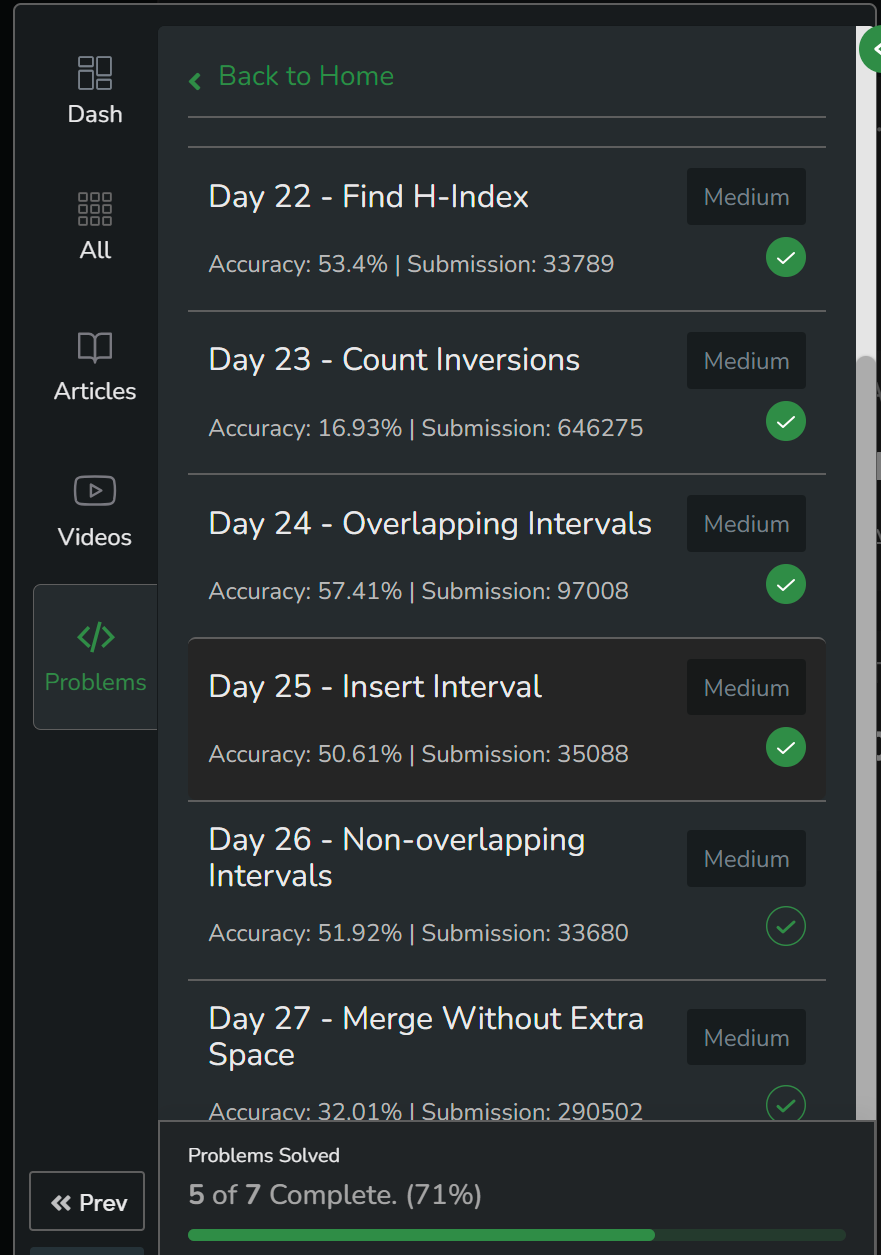 Back to Home
Dash
All
Articles
Videos
Problems
Day 22 - Find H-Index
Medium
Accuracy: 53.4% | Submission: 33789
Day 23 - Count Inversions
Medium
Accuracy: 16.93% | Submission: 646275
Day 24 - Overlapping Intervals
Medium
Accuracy: 57.41% | Submission: 97008
Day 25 - Insert Interval
Medium
Accuracy: 50.61% | Submission: 35088
Day 26 - Non-overlapping
Intervals
Medium
Accuracy: 51.92% | Submission: 33680
Day 27 - Merge Without Extra
Space
Medium
Accuracy: 32.01% | Submission: 290502
Problems Solved
5 of 7 Complete. (71%)
Prev